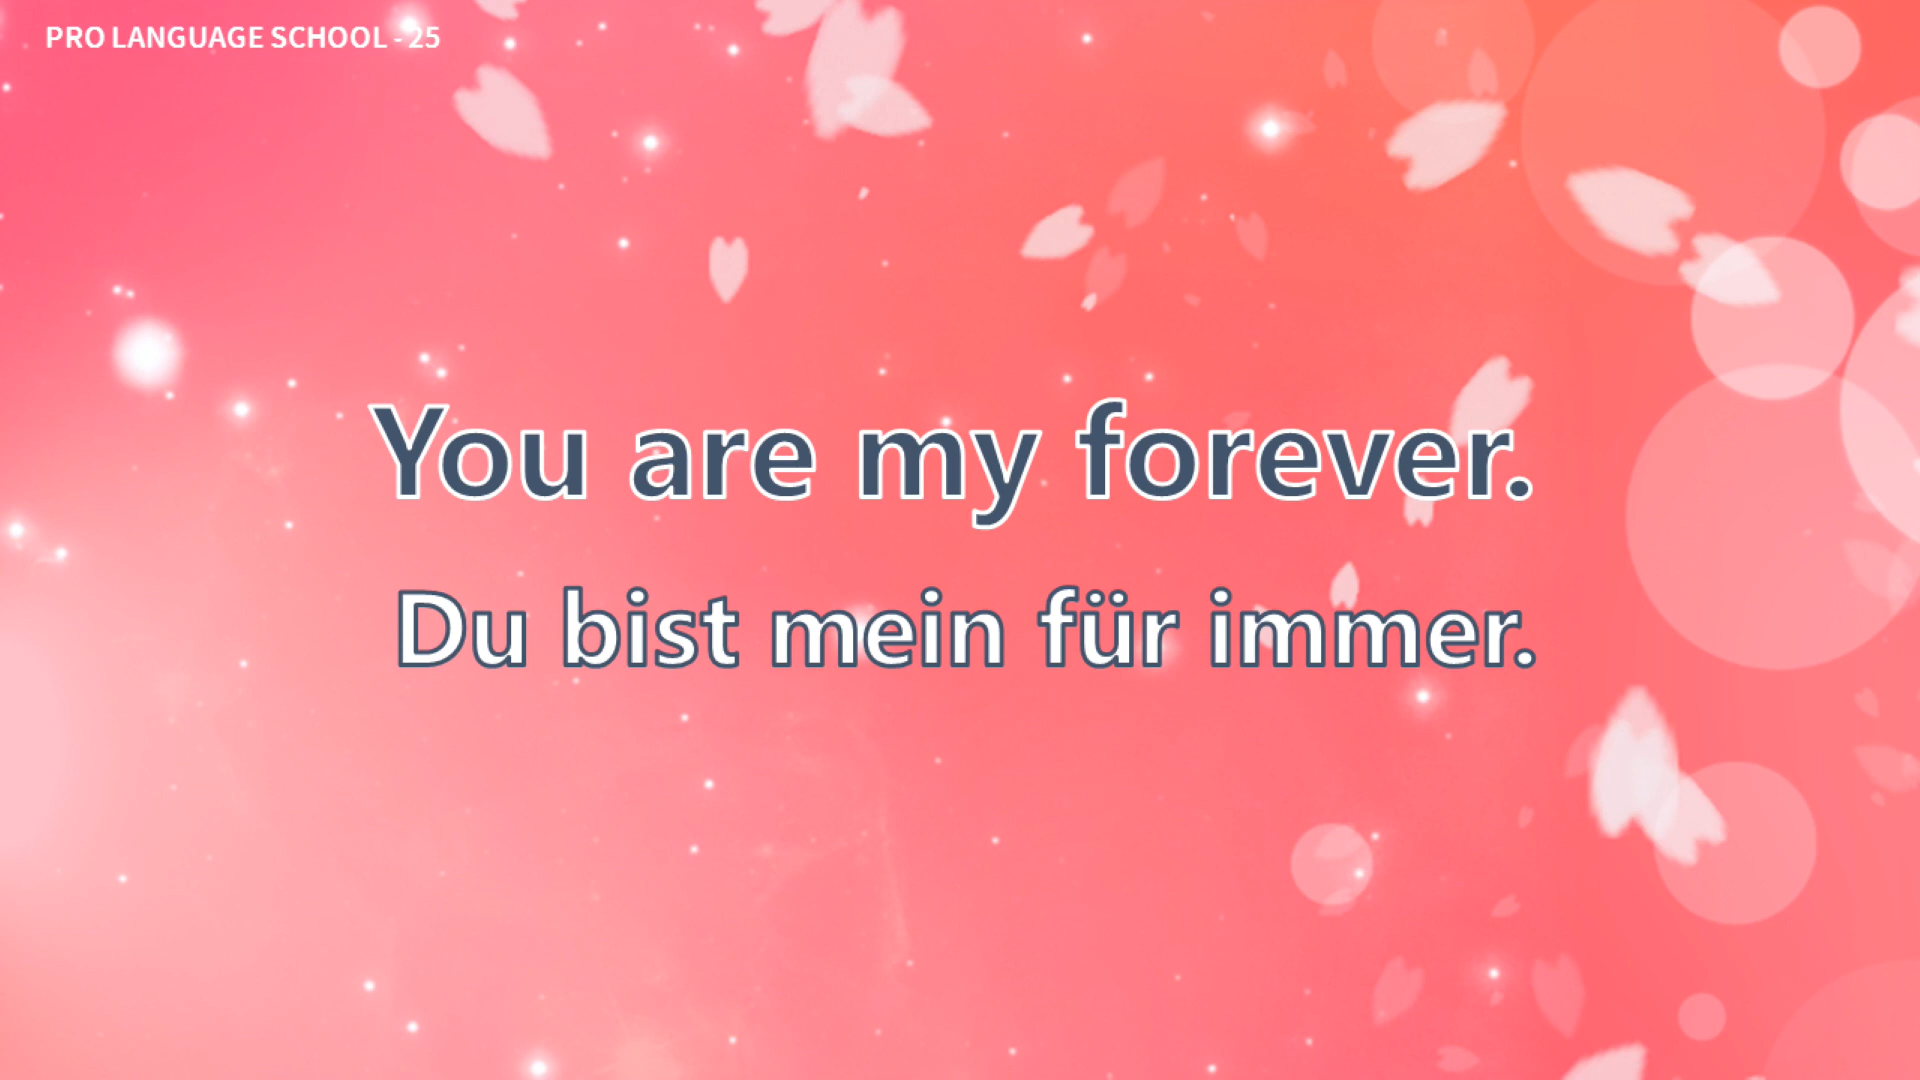 PRO LANGUAGE SCHOOL - 25
You are my forever.
Du bist mein für immer.